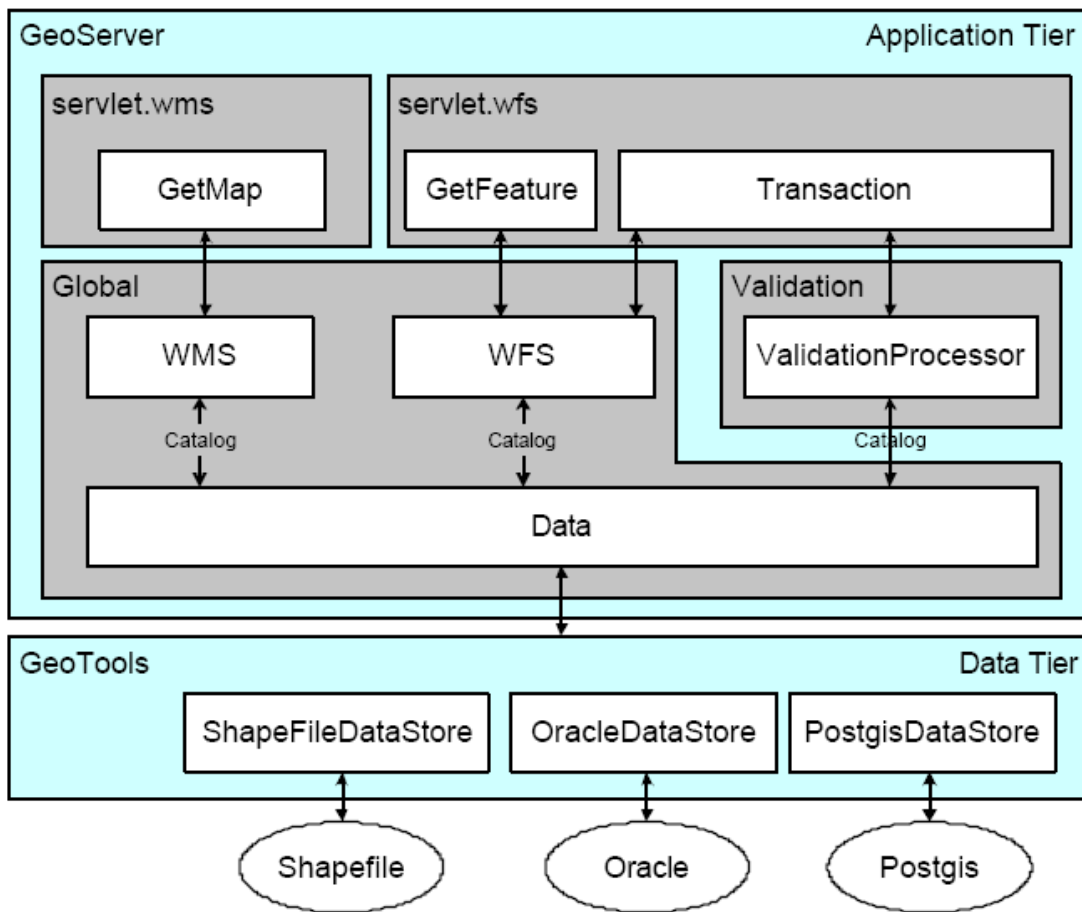 GeoServer
Application Tier
servlet.wms
servlet.wfs
GetMap
GetFeature
Transaction
Global
Validation
WMS
WFS
ValidationProcessor
Catalog
Catalog
Catalog
Data
GeoTools
Data Tier
ShapeFileDataStore
OracleDataStore
PostgisDataStore
Shapefile
Oracle
Postgis